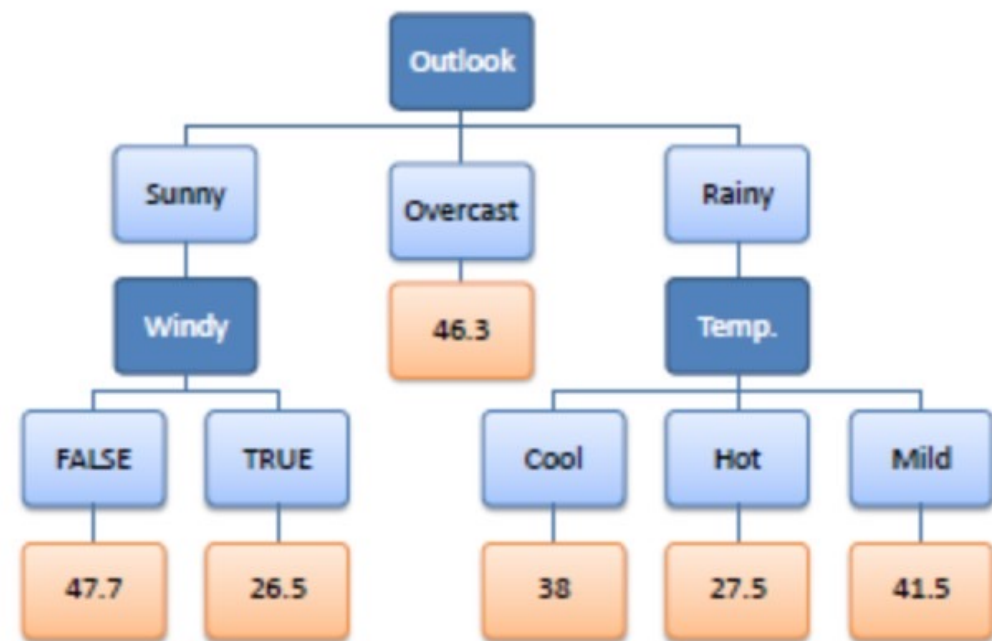 Outlook
Sunny
Overcast
Rainy
Windy
46.3
Temp.
FALSE
TRUE
Cool
Hot
Mild
47.7
26.5
38
27.5
41.5